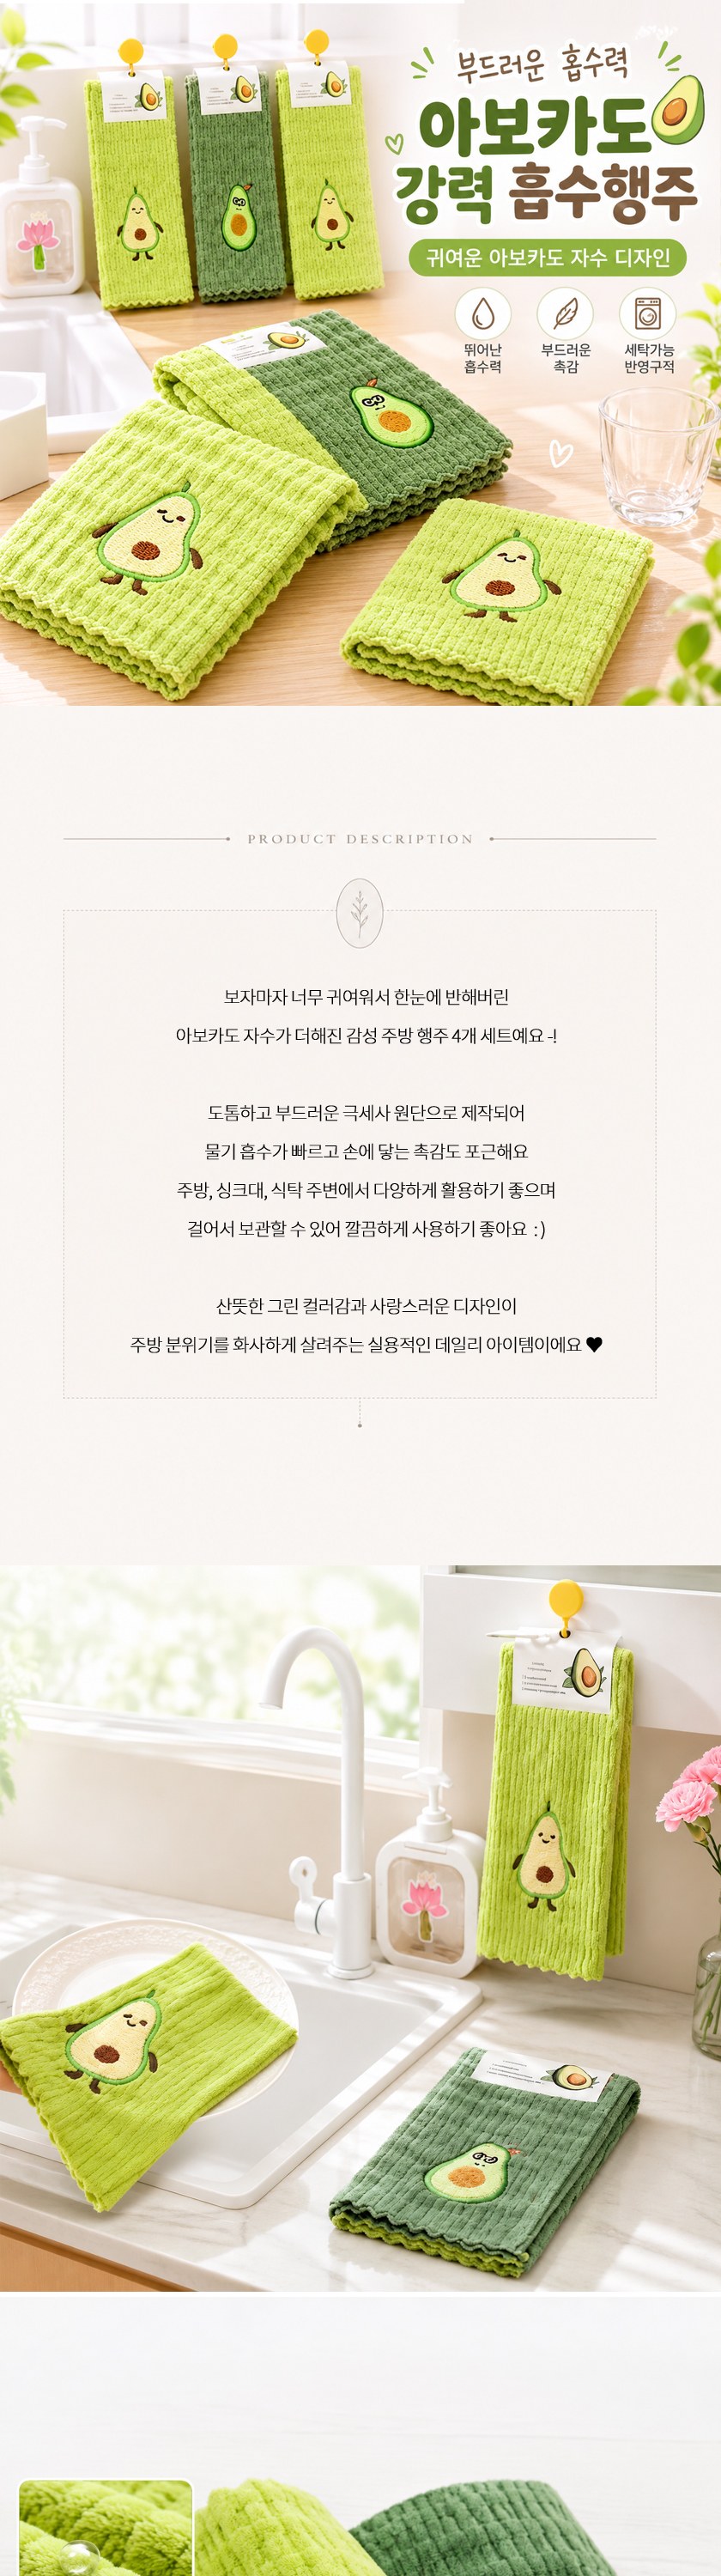 부드러운 흡수력
아보카도
강력 흡수행주
귀여운 아보카도 자수 디자인
뛰어난
흡수력
부드러운
촉감
세탁가능
반영구적
PRODUCT DESCRIPTION
보자마자 너무 귀여워서 한눈에 반해버린
아보카도 자수가 더해진 감성 주방 행주 4개 세트예요 -!
도톰하고 부드러운 극세사 원단으로 제작되어
물기 흡수가 빠르고 손에 닿는 촉감도 포근해요
주방, 싱크대, 식탁 주변에서 다양하게 활용하기 좋으며
걸어서 보관할 수 있어 깔끔하게 사용하기 좋아요 : )
산뜻한 그린 컬러감과 사랑스러운 디자인이
주방 분위기를 화사하게 살려주는 실용적인 데일리 아이템이에요 ♥